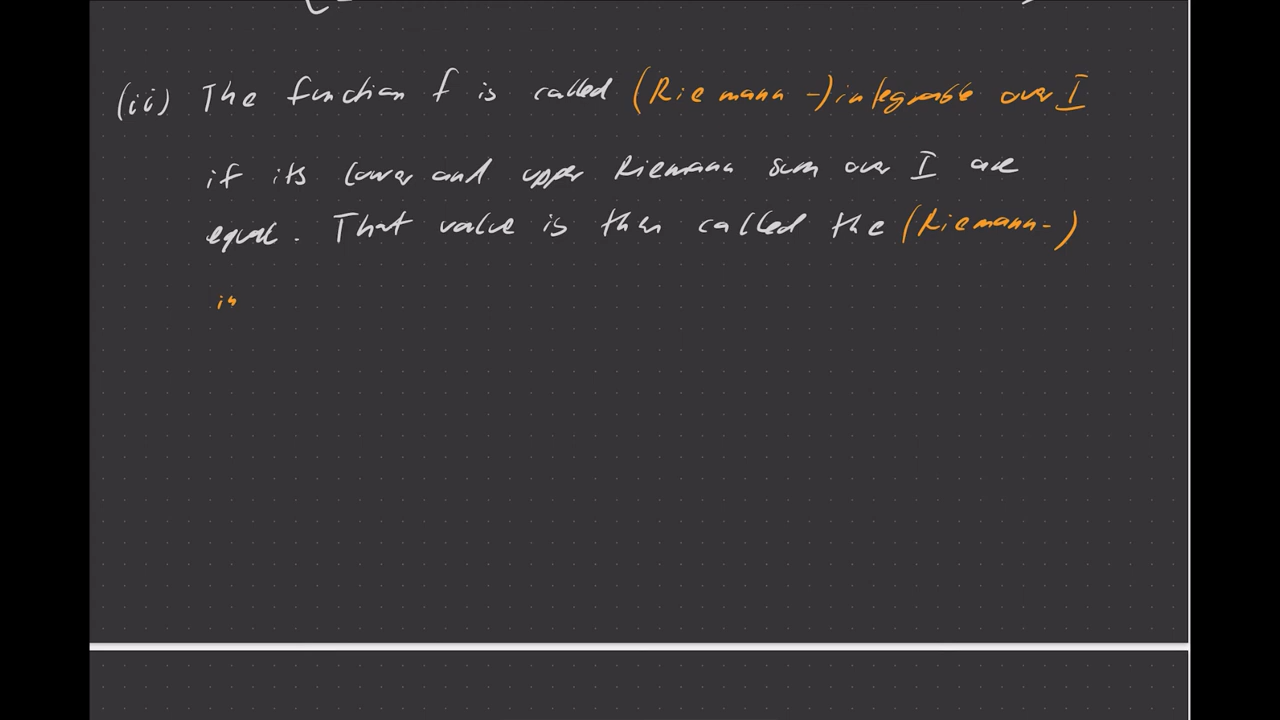 (ii) The function f is called (Riemann-)integrable over I
if its lower and upper Riemann sum over I are
equal. That value is then called the (Riemann-)
in